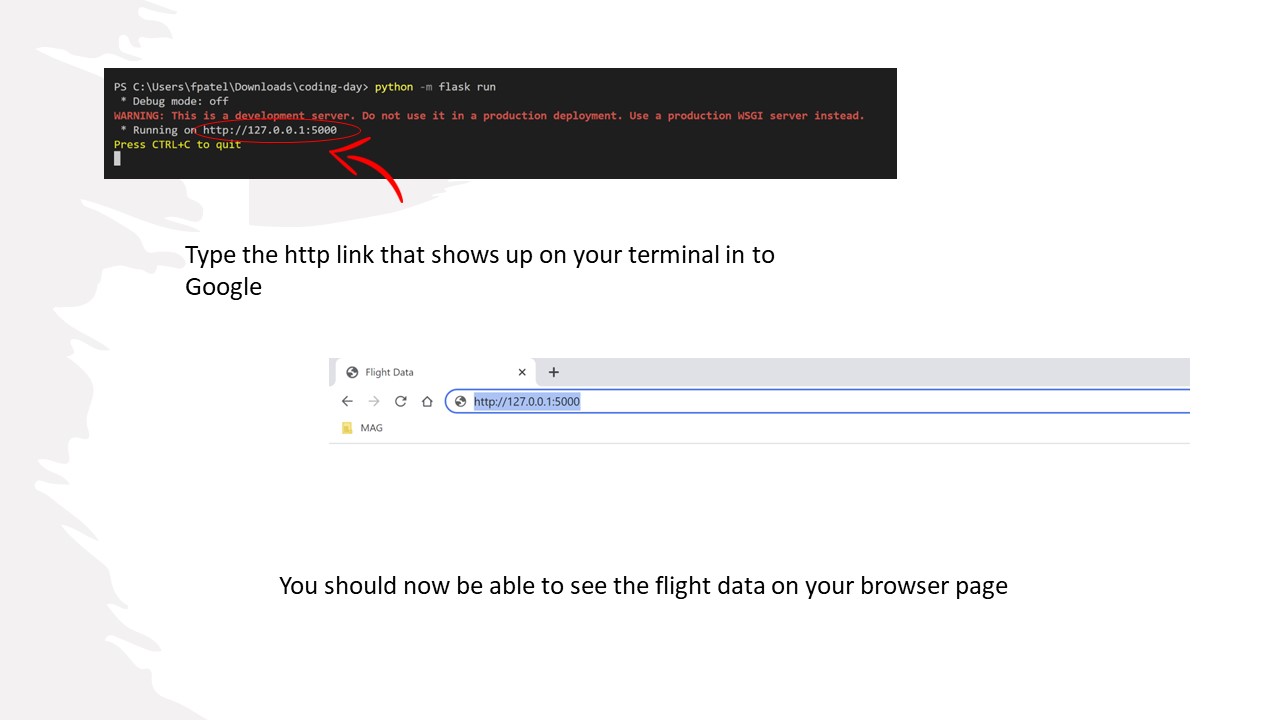 PS C:\Users\fpatel\Downloads\coding-day> python -m flask run
* Debug mode: off
WARNING: This is a development server. Do not use it in a production deployment. Use a production WSGI server instead.
* Running on http://127.0.0.1:5000
Press CTRL+C to quit
Type the http link that shows up on your terminal in to
Google
Flight Data
http://127.0.0.1:5000
MAG
You should now be able to see the flight data on your browser page